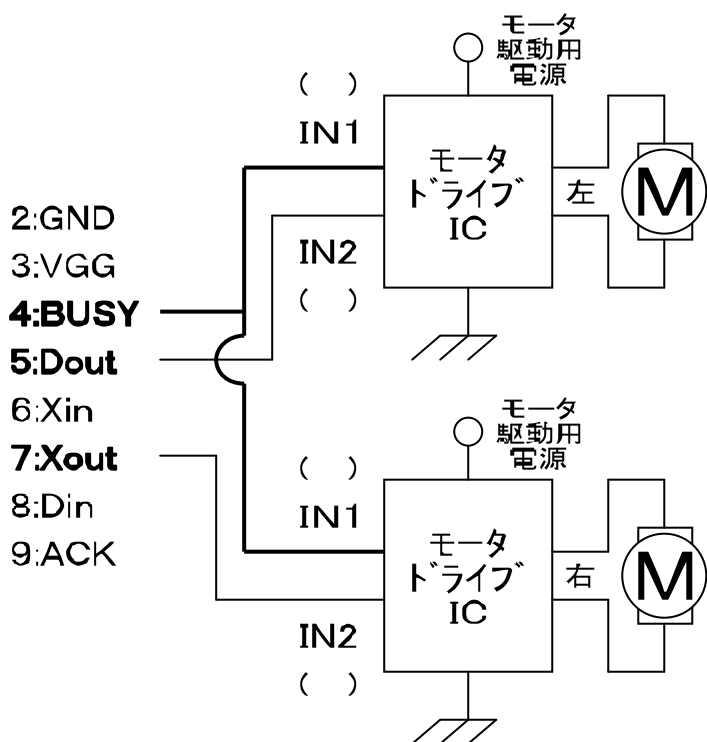 モータ
駆動用
電源
(　)
IN1
モータ
ドライブ
IC
左
M
IN2
(　)
2:GND
3:VGG
4:BUSY
5:Dout
6:Xin
7:Xout
8:Din
9:ACK
モータ
駆動用
電源
(　)
IN1
モータ
ドライブ
IC
右
M
IN2
(　)